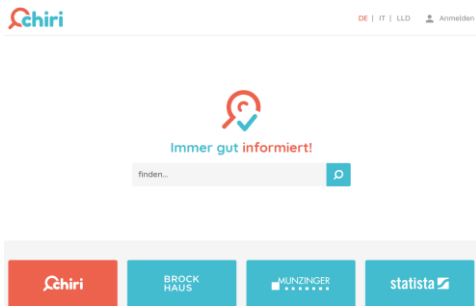 chiri
DE | IT | LLD Anmelden
Immer gut informiert!
finden...
chiri
BROCK
HAUS
MUNZINGER
statista